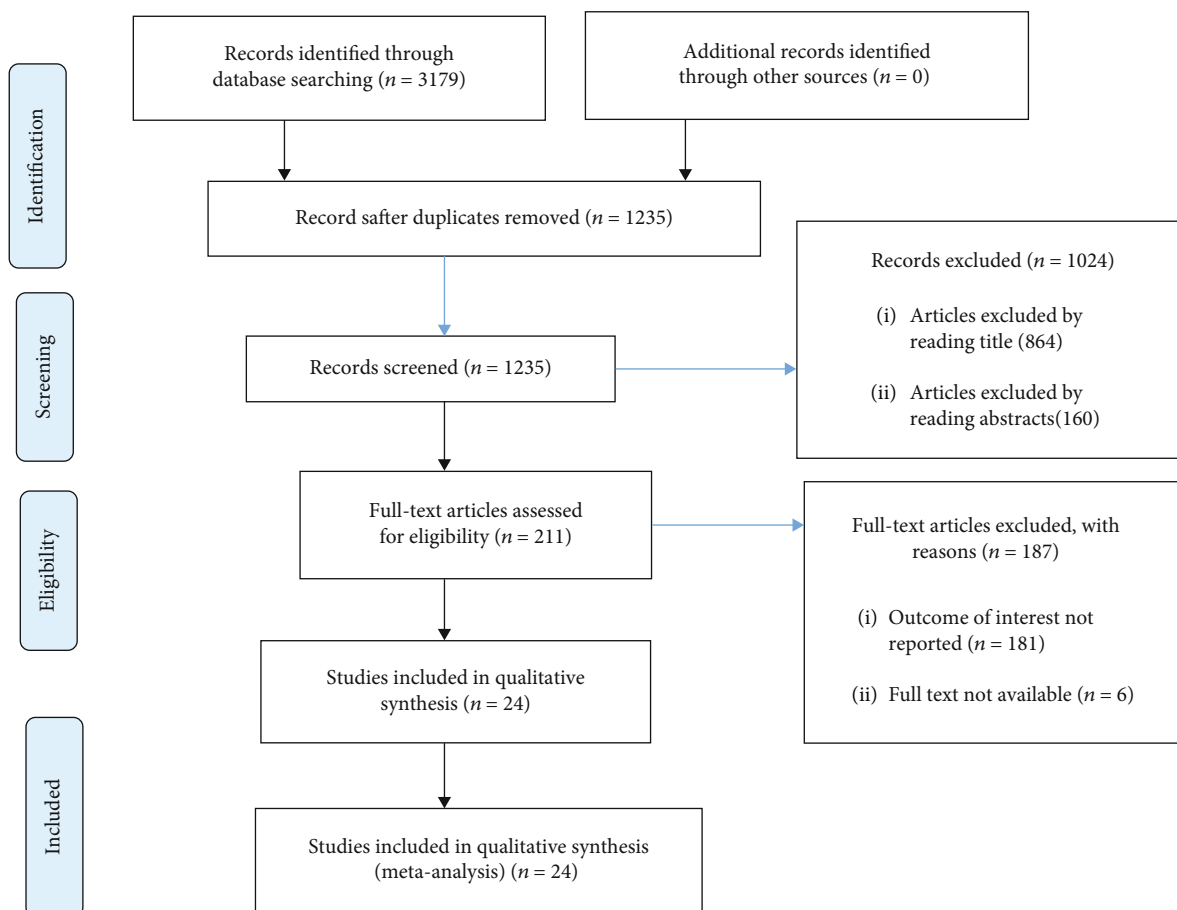 Identification
Records identified through
database searching (n = 3179)
Additional records identified
through other sources (n = 0)
Record safter duplicates removed (n = 1235)
Screening
Records screened (n = 1235)
Records excluded (n = 1024)
(i) Articles excluded by
reading title (864)
(ii) Articles excluded by
reading abstracts(160)
Eligibility
Full-text articles assessed
for eligibility (n = 211)
Full-text articles excluded, with
reasons (n = 187)
(i) Outcome of interest not
reported (n = 181)
(ii) Full text not available (n = 6)
Studies included in qualitative
synthesis (n = 24)
Included
Studies included in qualitative synthesis
(meta-analysis) (n = 24)